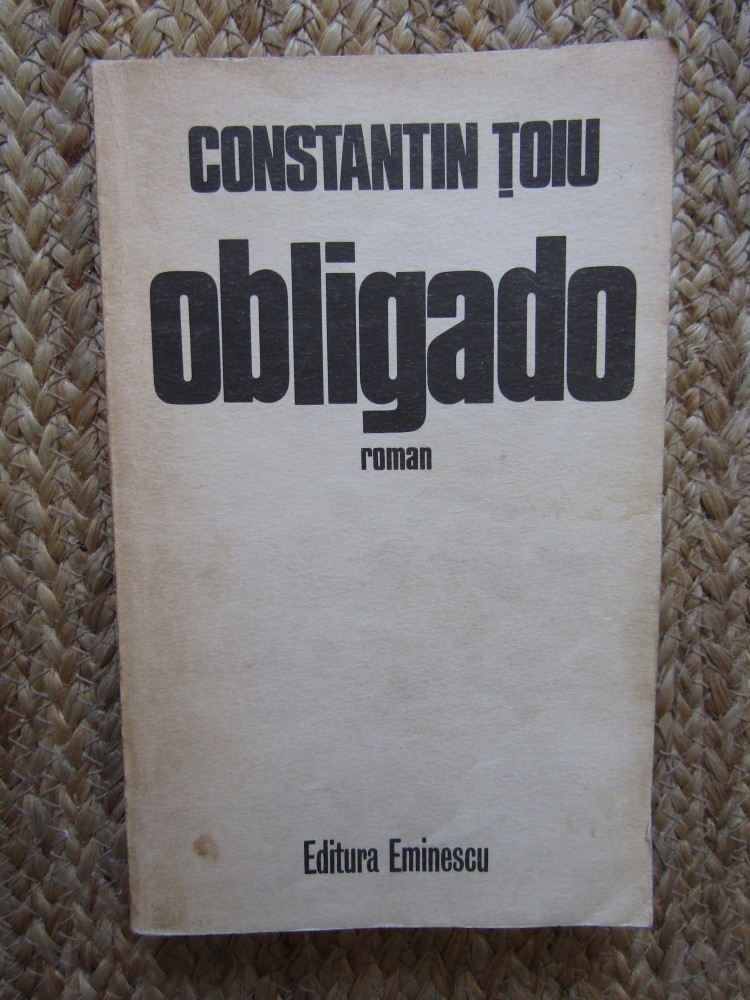 CONSTANTIN ȚOIU
obligado
roman
Editura Eminescu